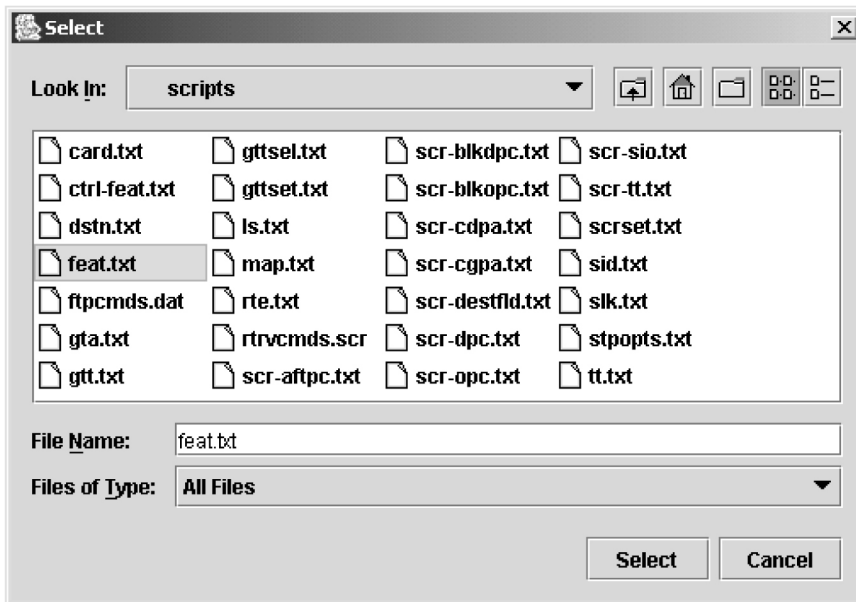 Select
Look In: scripts
card.txt gttsel.txt scr-blkdpc.txt scr-sio.txt
ctrl-feat.txt gttset.txt scr-blkopc.txt scr-tt.txt
dstn.txt ls.txt scr-cdpa.txt scrset.txt
feat.txt map.txt scr-cgpa.txt sid.txt
ftpcmds.dat rte.txt scr-destfld.txt slk.txt
gta.txt rtrvcmds.scr scr-dpc.txt stpopts.txt
gtt.txt scr-aftpc.txt scr-opc.txt tt.txt
File Name: feat.txt
Files of Type: All Files
Select Cancel